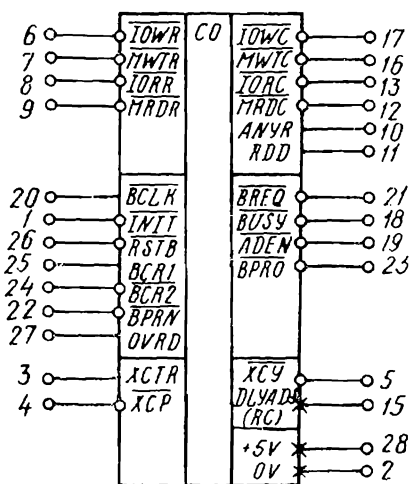 6 IOWR CO IOWC 17
7 MWTR MWTC 16
8 IORR IORC 13
9 MRDR MRDC 12
ANYR 10
RDD 11
20 BCLK BREQ 21
1 INIT BUSY 18
26 RSTB ADEN 19
25 BCR1 BPRO 23
24 BCR2
22 BPRN
27 OVRD
3 XCTR XCY 5
4 XCP DLYADS 15
(RC)
+5V 28
0V 2